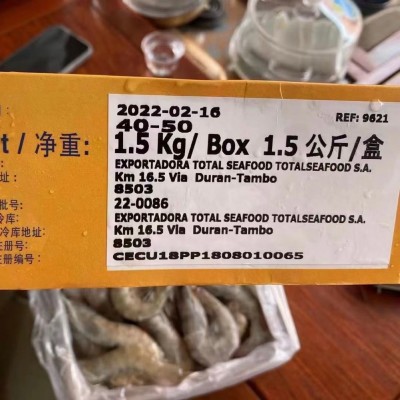 2022-02-16
REF: 9621
40-50
t / 净重: 1.5 Kg/ Box 1.5 公斤/盒
EXPORTADORA TOTAL SEAFOOD TOTALSEAFOOD S.A.
址: Km 16.5 Via Duran-Tambo
8503
批号: 22-0086
冷库: EXPORTADORA TOTAL SEAFOOD TOTALSEAFOOD S.A.
冷库地址: Km 16.5 Via Duran-Tambo
注册号: 8503
注册编号: CECU18PP1808010065